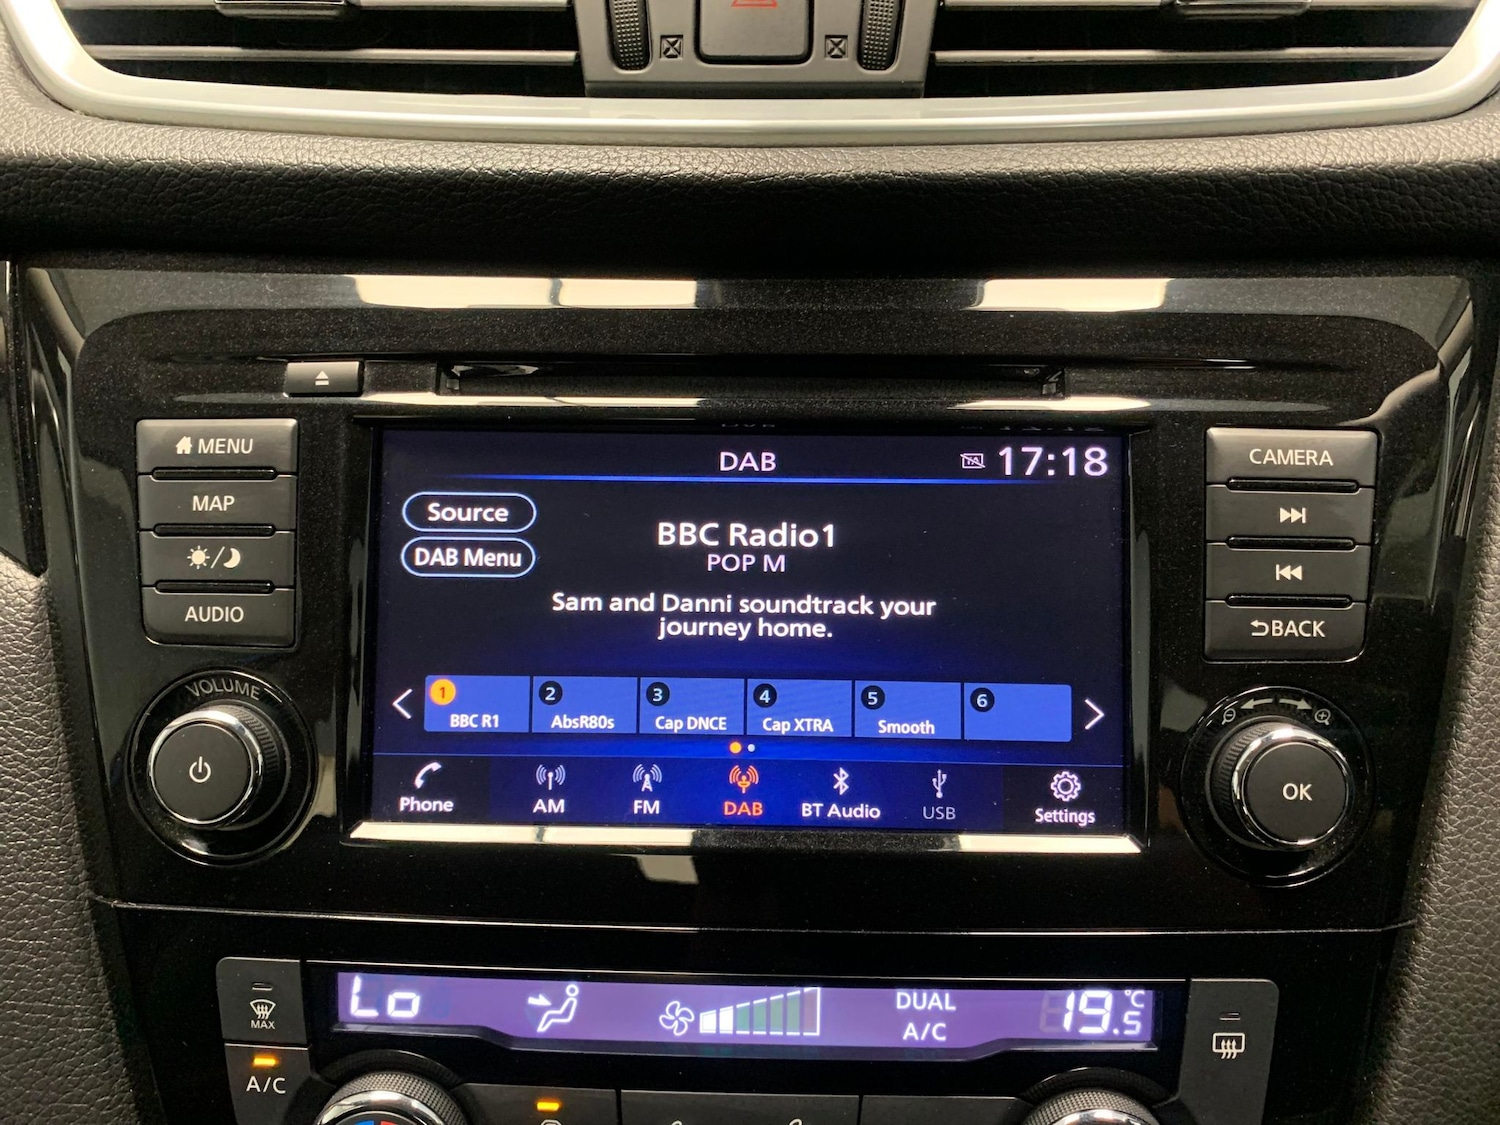 MENU
MAP
AUDIO
VOLUME
DAB
TA
17:18
Source
DAB Menu
BBC Radio1
POP M
Sam and Danni soundtrack your
journey home.
1
BBC R1
2
AbsR80s
3
Cap DNCE
4
Cap XTRA
5
Smooth
6
Phone
AM
FM
DAB
BT Audio
USB
Settings
CAMERA
BACK
OK
MAX
A/C
Lo
DUAL
A/C
19.5°C